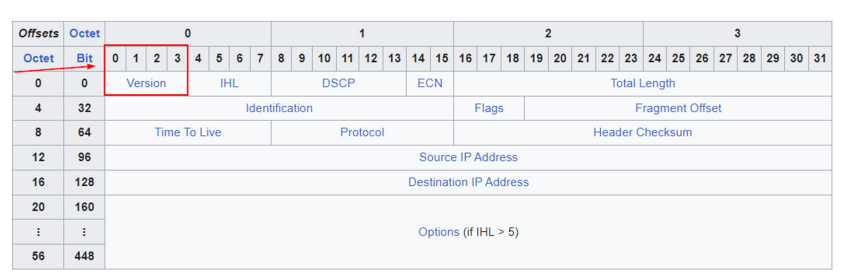 Offsets Octet 0 1 2 3
Octet Bit 0 1 2 3 4 5 6 7 8 9 10 11 12 13 14 15 16 17 18 19 20 21 22 23 24 25 26 27 28 29 30 31
0 0 Version IHL DSCP ECN Total Length
4 32 Identification Flags Fragment Offset
8 64 Time To Live Protocol Header Checksum
12 96 Source IP Address
16 128 Destination IP Address
20 160
⋮ ⋮ Options (if IHL > 5)
56 448